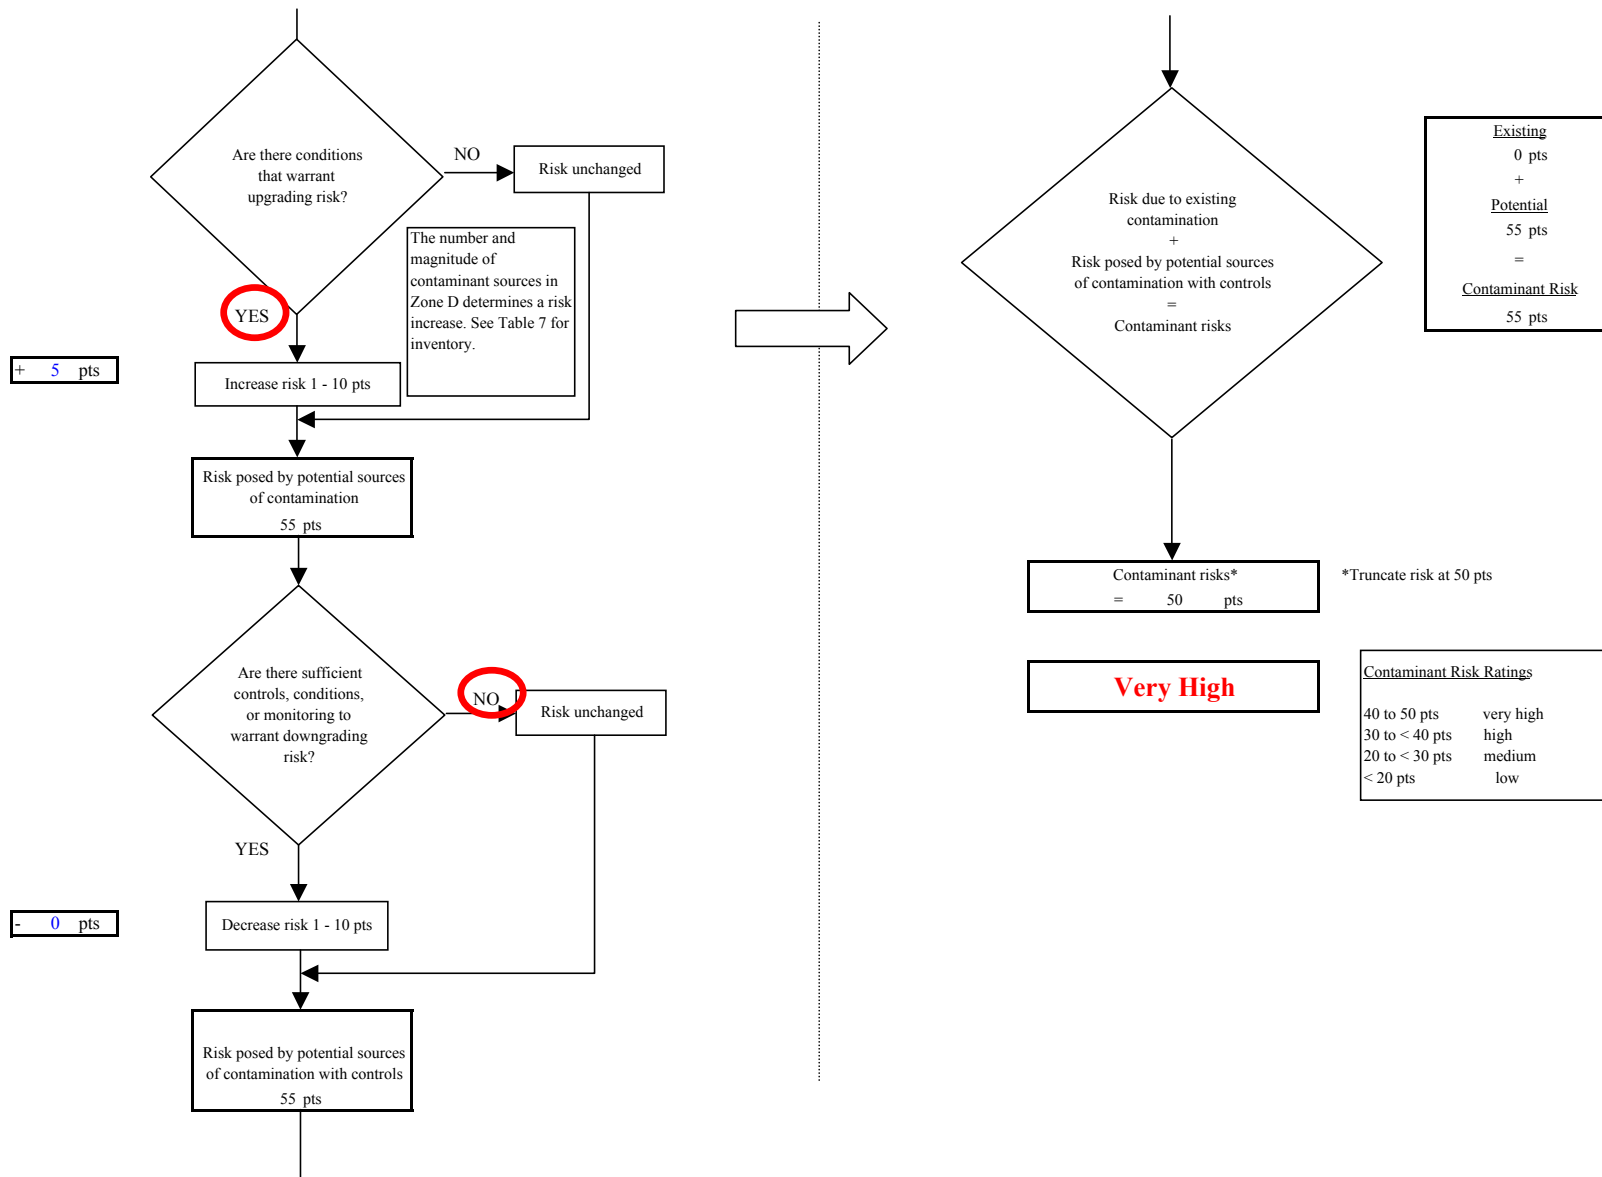 Are there conditions
that warrant
upgrading risk?
NO
Risk unchanged
The number and
magnitude of
contaminant sources in
Zone D determines a risk
increase. See Table 7 for
inventory.
YES
+ 5 pts
Increase risk 1 - 10 pts
Risk posed by potential sources
of contamination
55 pts
Are there sufficient
controls, conditions,
or monitoring to
warrant downgrading
risk?
NO
Risk unchanged
YES
- 0 pts
Decrease risk 1 - 10 pts
Risk posed by potential sources
of contamination with controls
55 pts
Risk due to existing
contamination
+
Risk posed by potential sources
of contamination with controls
=
Contaminant risks
Existing
0 pts
+
Potential
55 pts
=
Contaminant Risk
55 pts
Contaminant risks*
= 50 pts
*Truncate risk at 50 pts
Very High
Contaminant Risk Ratings
40 to 50 pts very high
30 to < 40 pts high
20 to < 30 pts medium
< 20 pts low